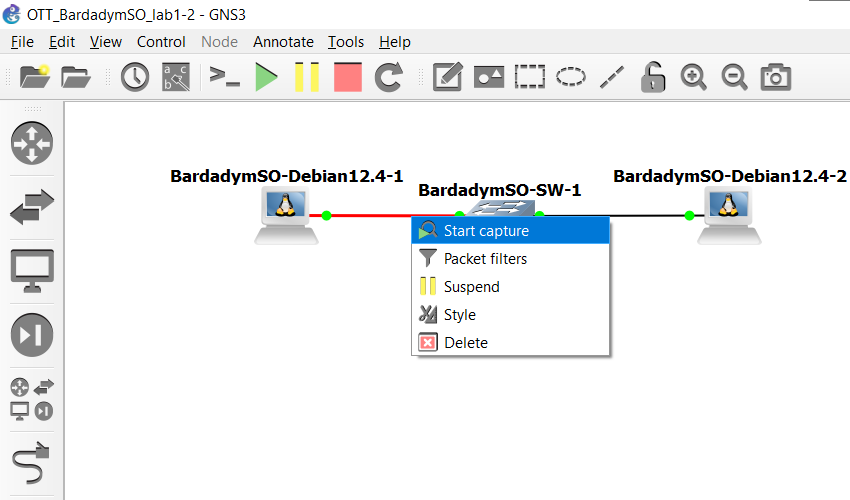 OTT_BardadymSO_lab1-2 - GNS3
File Edit View Control Node Annotate Tools Help
a c
b
BardadymSO-Debian12.4-1
BardadymSO-SW-1
BardadymSO-Debian12.4-2
Start capture
Packet filters
Suspend
Style
Delete